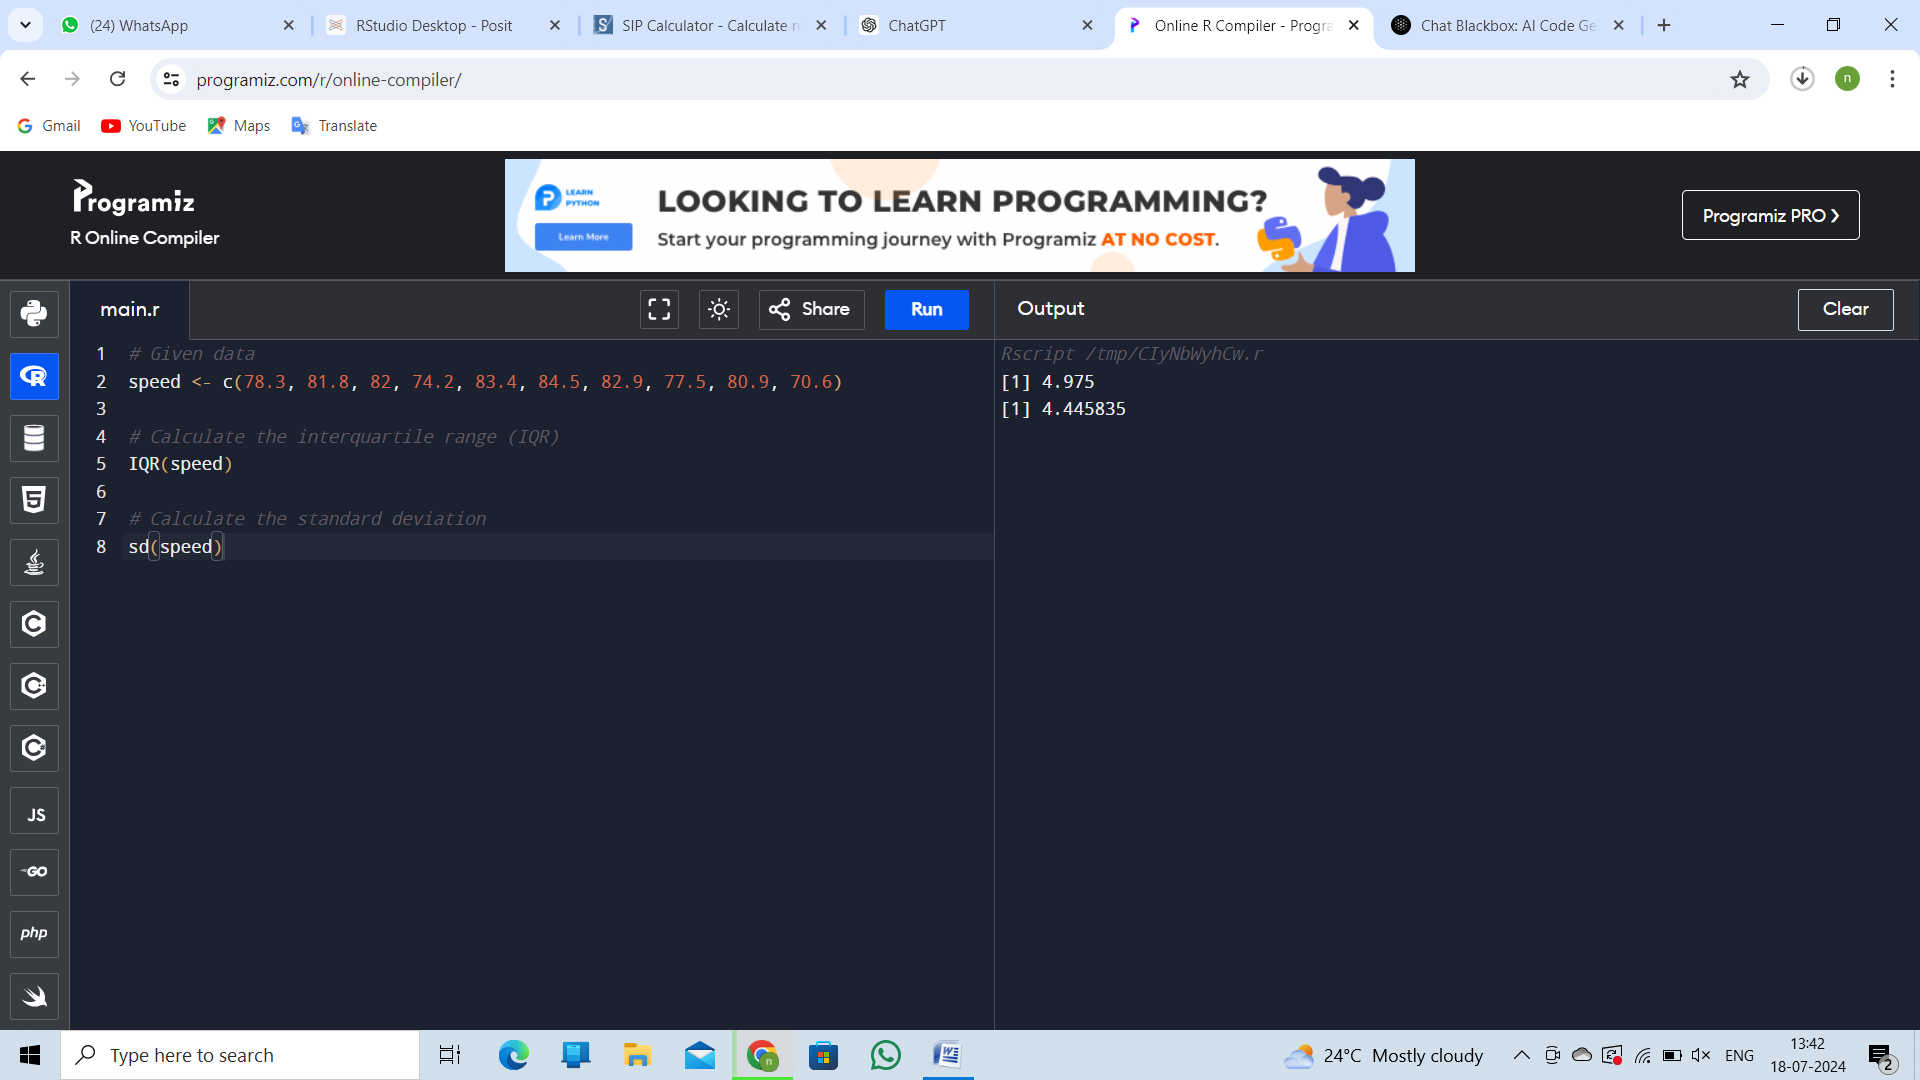 (24) WhatsApp
RStudio Desktop - Posit
SIP Calculator - Calculate r
ChatGPT
Online R Compiler - Progra
Chat Blackbox: AI Code Ge
programiz.com/r/online-compiler/
n
Gmail
YouTube
Maps
Translate
Programiz
R Online Compiler
LEARN
PYTHON
Learn More
LOOKING TO LEARN PROGRAMMING?
Start your programming journey with Programiz AT NO COST.
Programiz PRO ❯
main.r
Share
Run
Output
Clear
1 # Given data
2 speed <- c(78.3, 81.8, 82, 74.2, 83.4, 84.5, 82.9, 77.5, 80.9, 70.6)
3
4 # Calculate the interquartile range (IQR)
5 IQR(speed)
6
7 # Calculate the standard deviation
8 sd(speed)
Rscript /tmp/CIyNbWyhCw.r
[1] 4.975
[1] 4.445835
R
5
C
C
C
JS
GO
php
Type here to search
n
W
24°C Mostly cloudy
ENG
13:42
18-07-2024
2